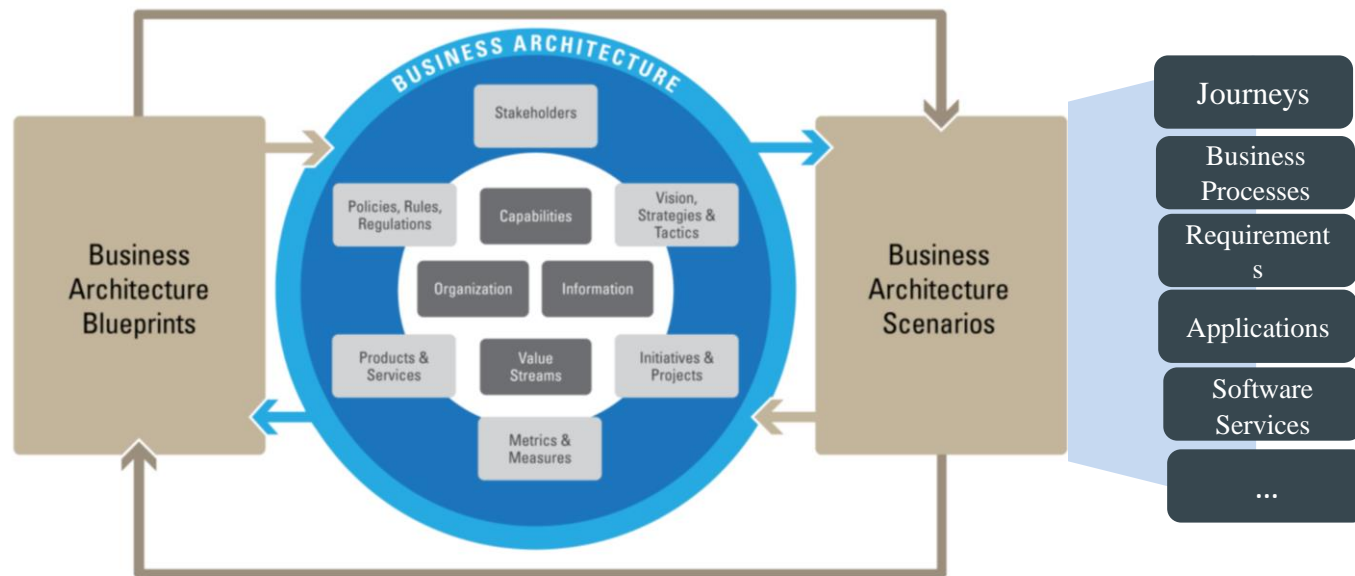 BUSINESS ARCHITECTURE
Stakeholders
Policies, Rules,
Regulations
Capabilities
Vision,
Strategies &
Tactics
Organization
Information
Products &
Services
Value
Streams
Initiatives &
Projects
Metrics &
Measures
Business
Architecture
Blueprints
Business
Architecture
Scenarios
Journeys
Business
Processes
Requirement
s
Applications
Software
Services
...